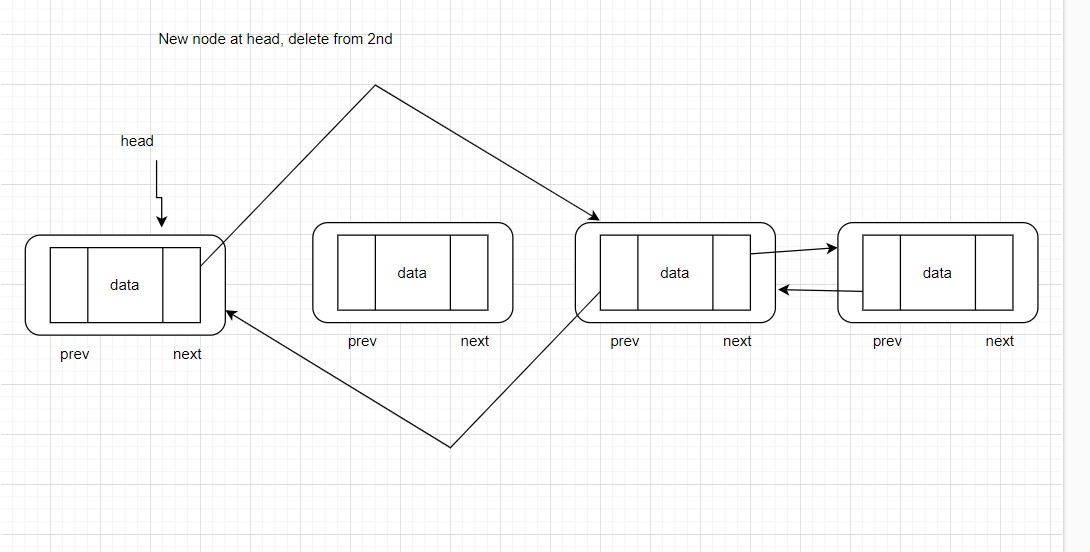 New node at head, delete from 2nd
head
data
data
data
data
prev
next
prev
next
prev
next
prev
next